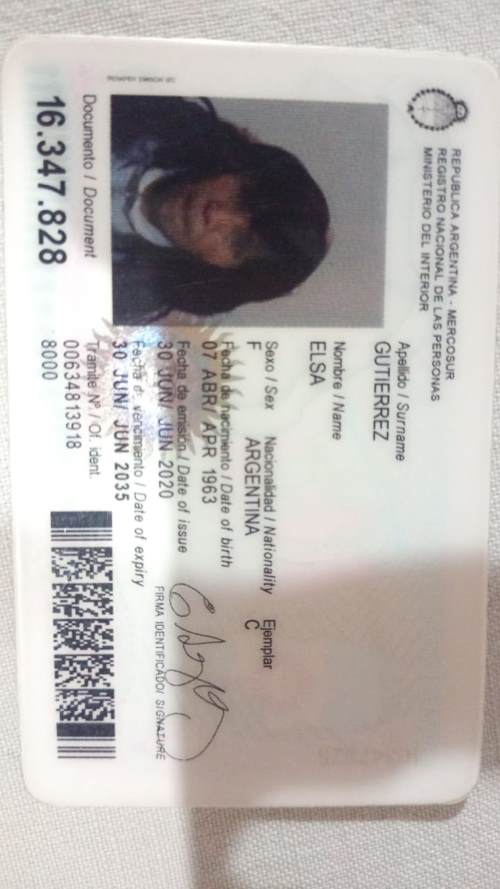 REPUBLICA ARGENTINA - MERCOSUR
REGISTRO NACIONAL DE LAS PERSONAS
MINISTERIO DEL INTERIOR
Apellido / Surname
GUTIERREZ
Nombre / Name
ELSA
Sexo / Sex Nacionalidad / Nationality Ejemplar
F ARGENTINA C
Fecha de nacimiento / Date of birth
07 ABR/ APR 1963
Fecha de emisión / Date of issue
30 JUN/ JUN 2020
Fecha de vencimiento / Date of expiry
30 JUN/ JUN 2035
FIRMA IDENTIFICADO/ SIGNATURE
Documento / Document
16.347.828
Trámite Nº / Of. ident.
00634813918
8000